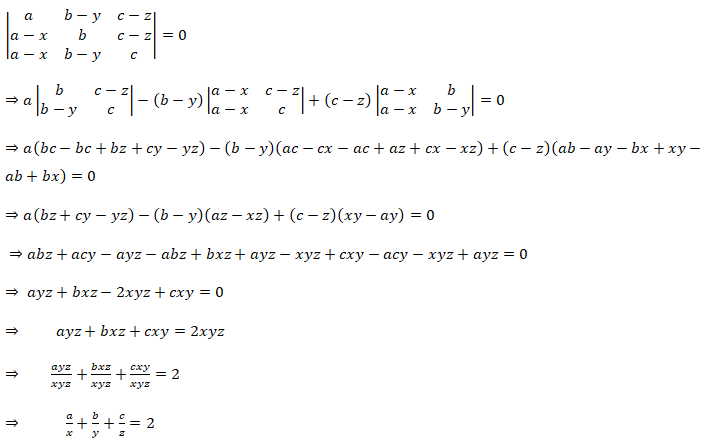 | a b − y c − z |
| a − x b c − z | = 0
| a − x b − y c |
⇒ a | b c − z ; b − y c | − (b − y) | a − x c − z ; a − x c | + (c − z) | a − x b ; a − x b − y | = 0
⇒ a(bc − bc + bz + cy − yz) − (b − y)(ac − cx − ac + az + cx − xz) + (c − z)(ab − ay − bx + xy −
ab + bx) = 0
⇒ a(bz + cy − yz) − (b − y)(az − xz) + (c − z)(xy − ay) = 0
⇒ abz + acy − ayz − abz + bxz + ayz − xyz + cxy − acy − xyz + ayz = 0
⇒ ayz + bxz − 2xyz + cxy = 0
⇒ ayz + bxz + cxy = 2xyz
⇒ ayz/xyz + bxz/xyz + cxy/xyz = 2
⇒ a/x + b/y + c/z = 2